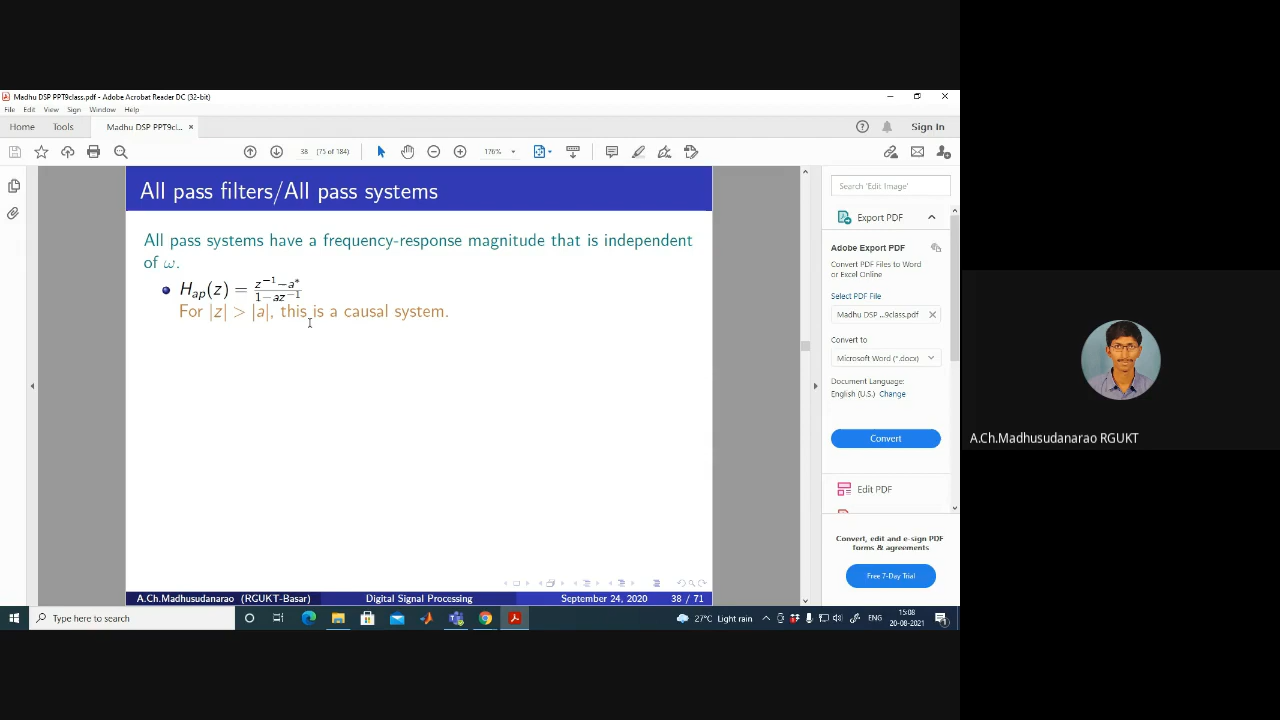 Madhu DSP PPT9class.pdf - Adobe Acrobat Reader DC (32-bit)
File Edit View Sign Window Help
Home Tools Madhu DSP PPT9cl... × Sign In
38 (75 of 184) 176%
All pass filters/All pass systems
All pass systems have a frequency-response magnitude that is independent
of ω.
H_ap(z) = (z^{-1} − a*)/(1 − az^{-1})
For |z| > |a|, this is a causal system.
A.Ch.Madhusudanarao (RGUKT-Basar) Digital Signal Processing September 24, 2020 38 / 71
Search 'Edit Image'
Export PDF
Adobe Export PDF
Convert PDF Files to Word
or Excel Online
Select PDF File
Madhu DSP ...9class.pdf ×
Convert to
Microsoft Word (*.docx)
Document Language:
English (U.S.) Change
Convert
Edit PDF
Convert, edit and e-sign PDF
forms & agreements
Free 7-Day Trial
A.Ch.Madhusudanarao RGUKT
Type here to search
27°C Light rain ENG 15:08
20-08-2021